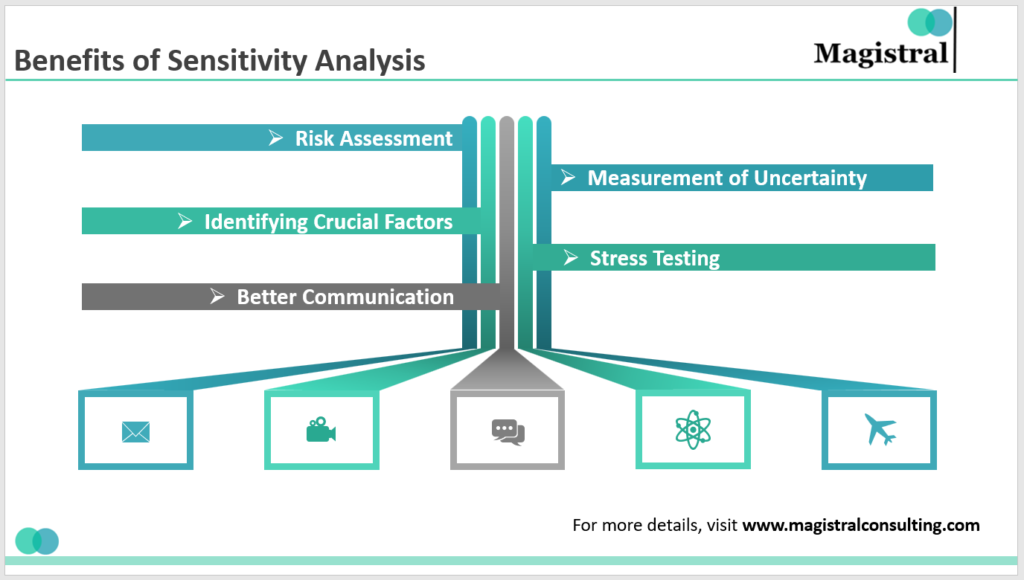 Benefits of Sensitivity Analysis
Magistral
Risk Assessment
Measurement of Uncertainty
Identifying Crucial Factors
Stress Testing
Better Communication
For more details, visit www.magistralconsulting.com